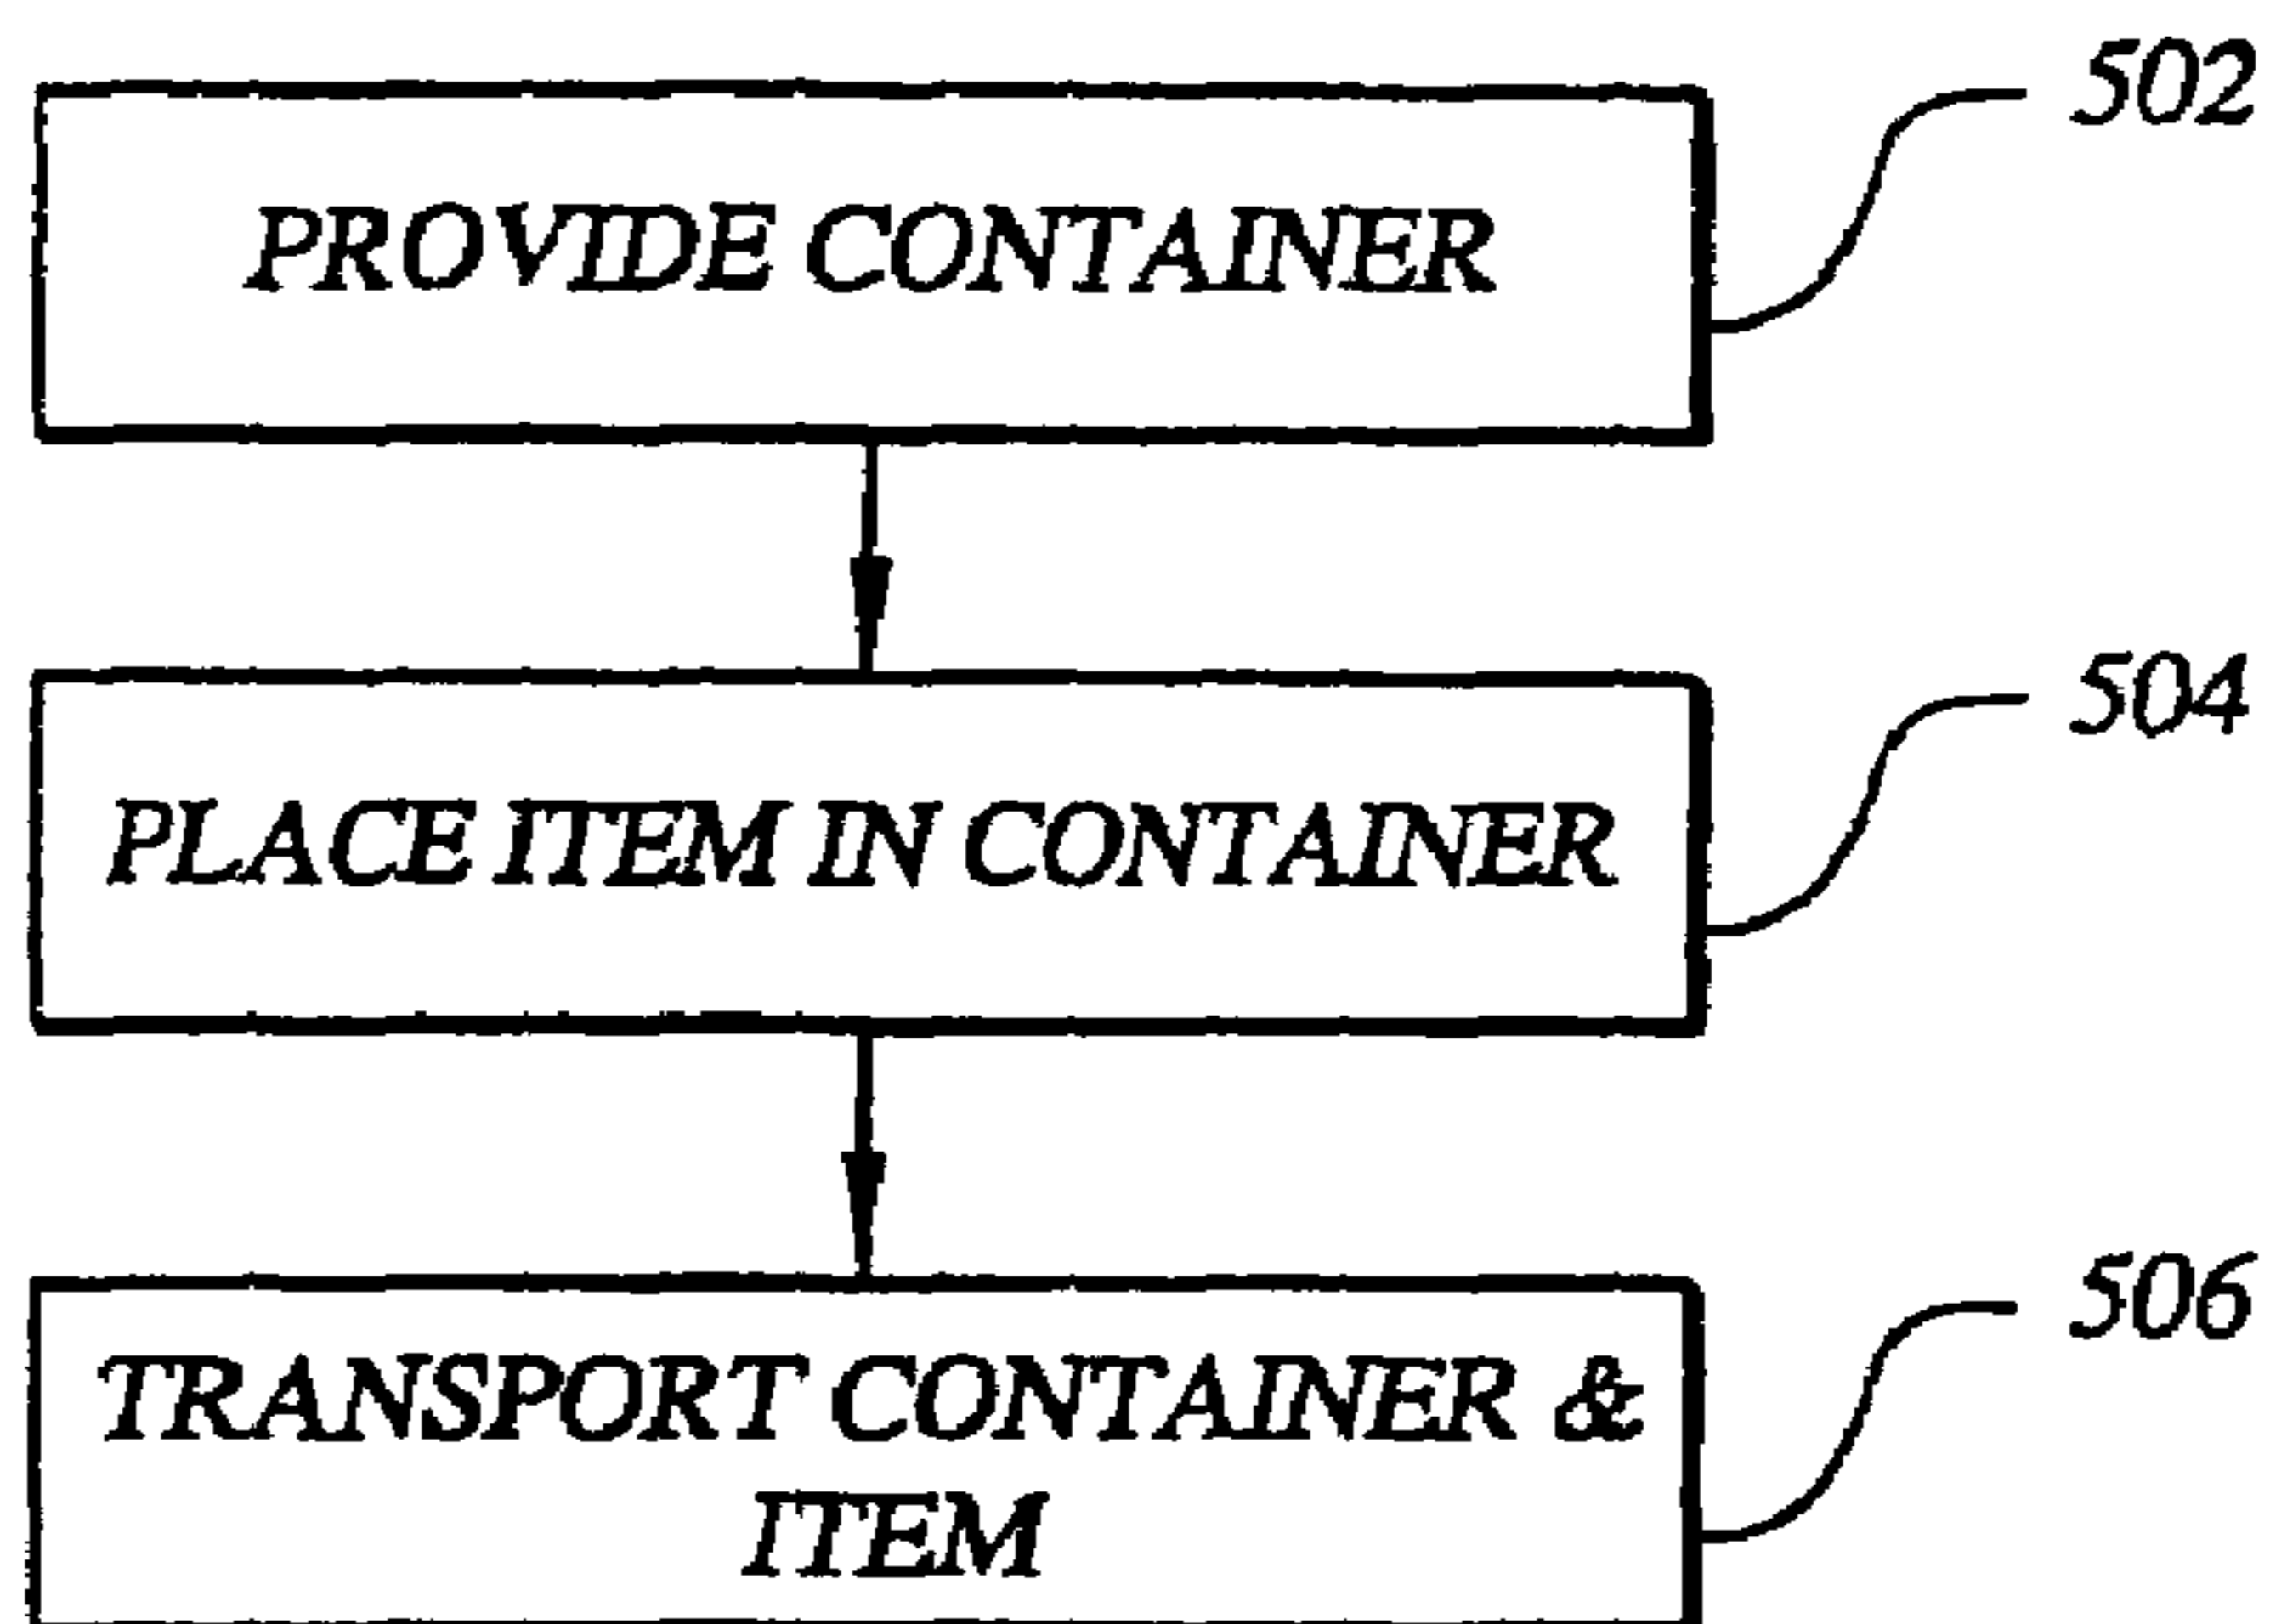 502
PROVIDE CONTAINER
504
PLACE ITEM IN CONTAINER
506
TRANSPORT CONTAINER &
ITEM